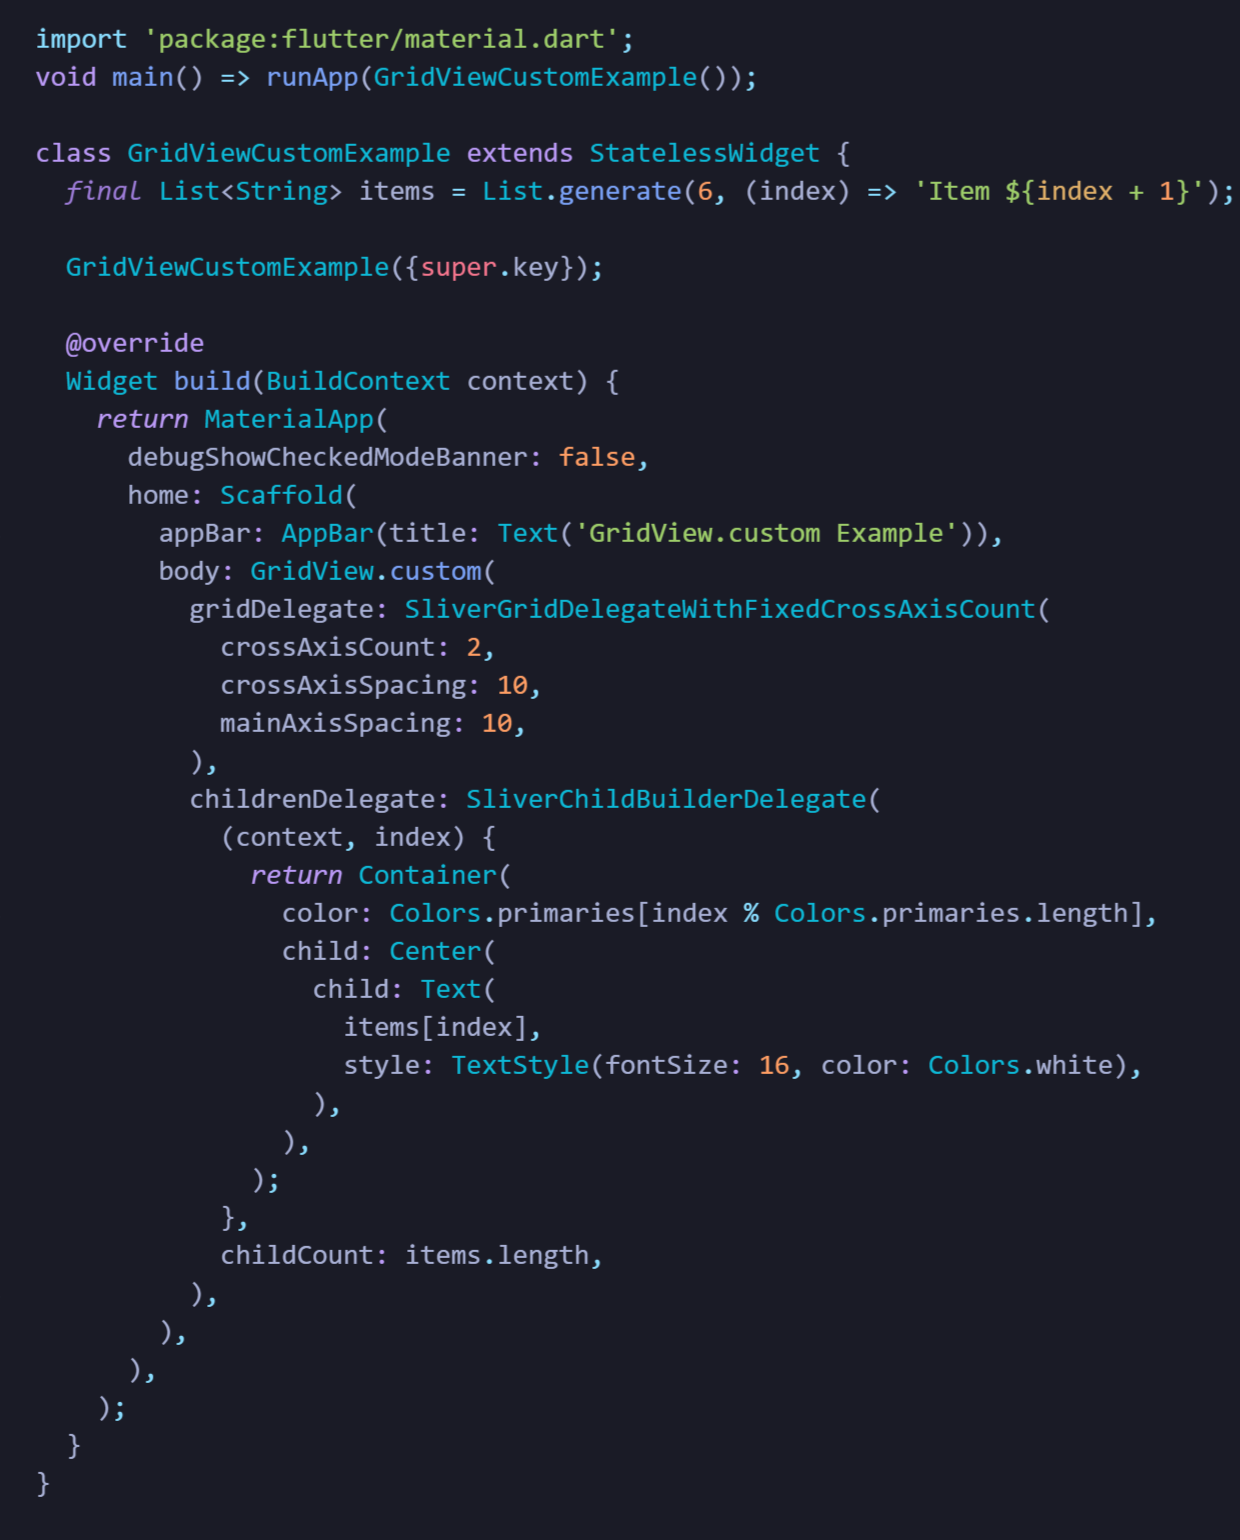 import 'package:flutter/material.dart';
void main() => runApp(GridViewCustomExample());

class GridViewCustomExample extends StatelessWidget {
  final List<String> items = List.generate(6, (index) => 'Item ${index + 1}');

  GridViewCustomExample({super.key});

  @override
  Widget build(BuildContext context) {
    return MaterialApp(
      debugShowCheckedModeBanner: false,
      home: Scaffold(
        appBar: AppBar(title: Text('GridView.custom Example')),
        body: GridView.custom(
          gridDelegate: SliverGridDelegateWithFixedCrossAxisCount(
            crossAxisCount: 2,
            crossAxisSpacing: 10,
            mainAxisSpacing: 10,
          ),
          childrenDelegate: SliverChildBuilderDelegate(
            (context, index) {
              return Container(
                color: Colors.primaries[index % Colors.primaries.length],
                child: Center(
                  child: Text(
                    items[index],
                    style: TextStyle(fontSize: 16, color: Colors.white),
                  ),
                ),
              );
            },
            childCount: items.length,
          ),
        ),
      ),
    );
  }
}